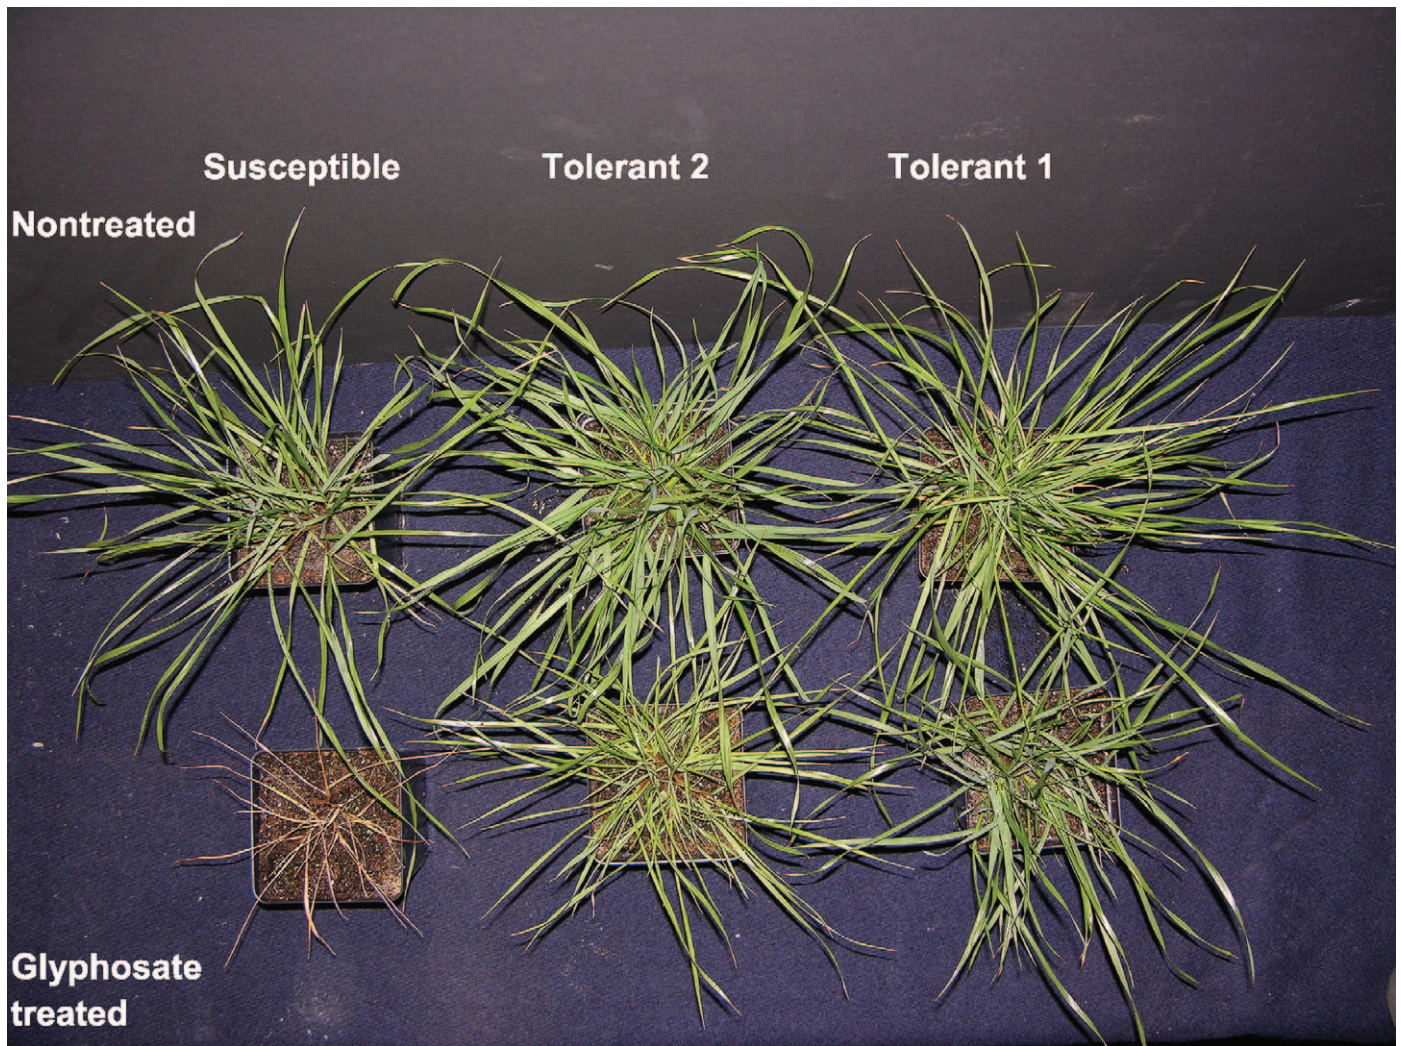 Susceptible
Tolerant 2
Tolerant 1
Nontreated
Glyphosate
treated